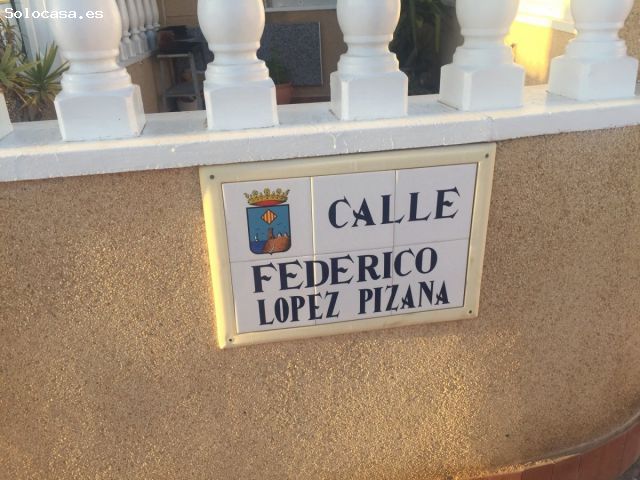 Solocasa.es
CALLE
FEDERICO
LOPEZ PIZANA